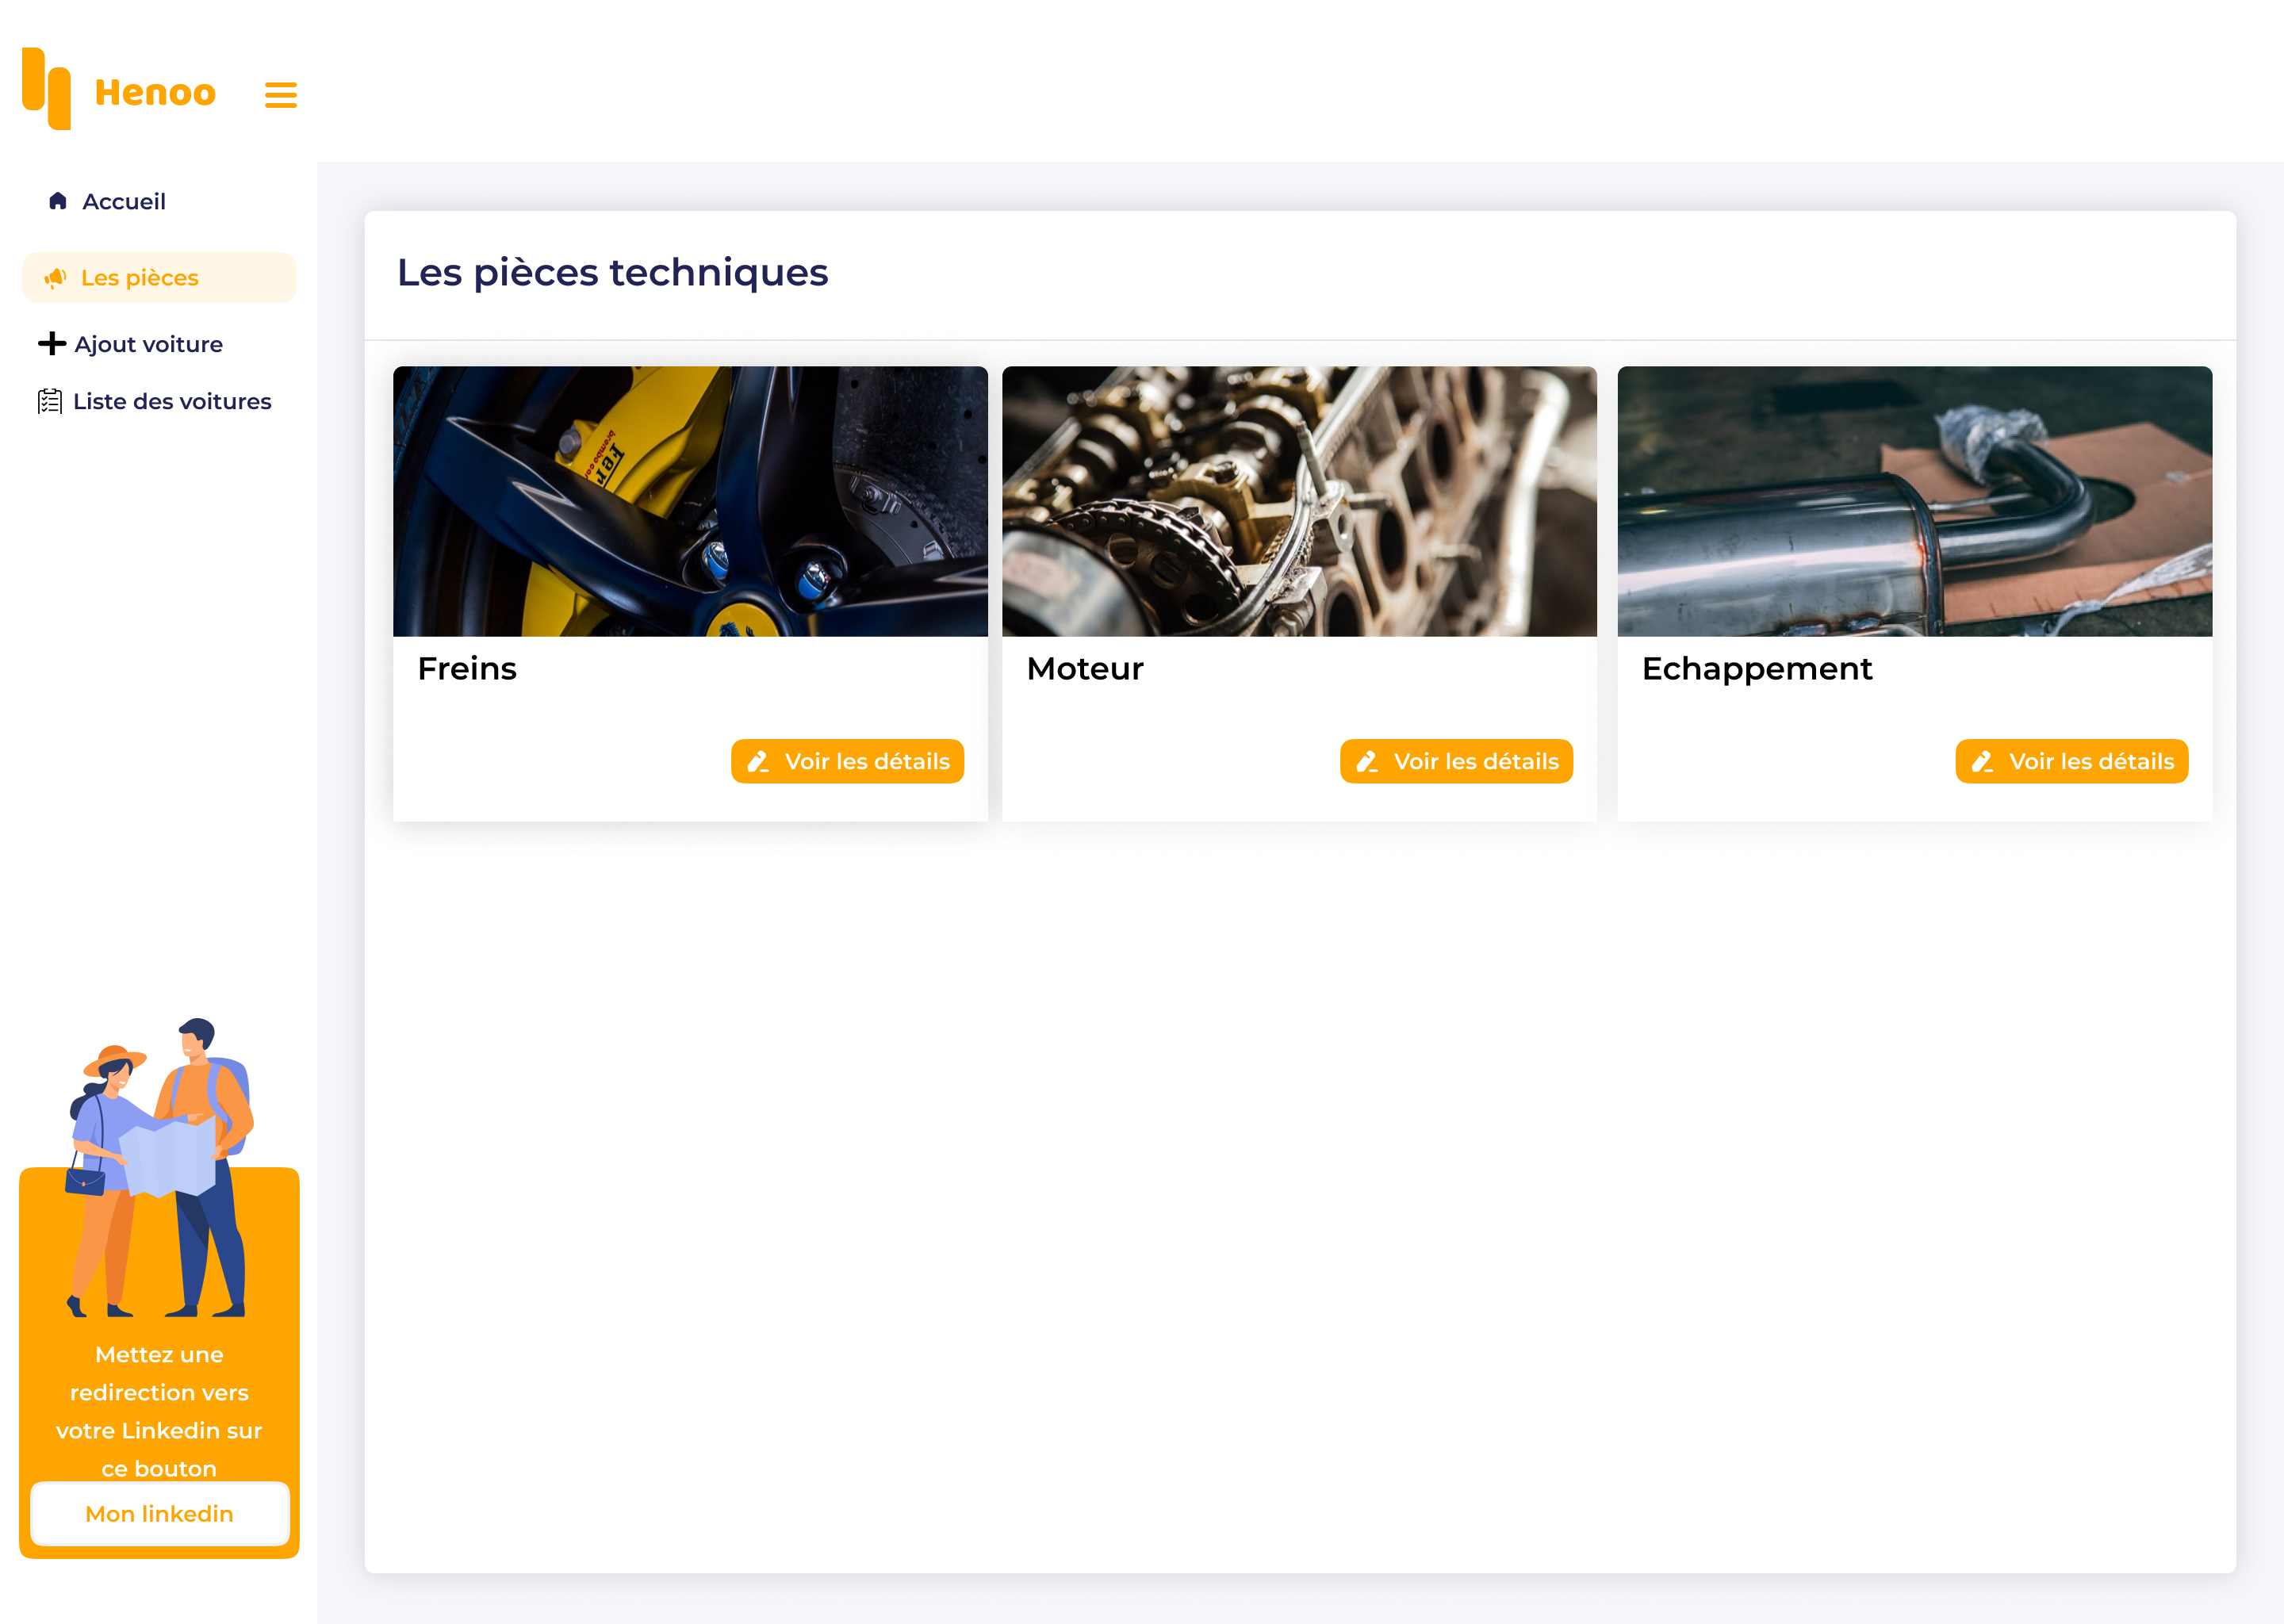 Henoo
Accueil
Les pièces
Ajout voiture
Liste des voitures
Les pièces techniques
Freins
Voir les détails
Moteur
Voir les détails
Echappement
Voir les détails
Mettez une
redirection vers
votre Linkedin sur
ce bouton
Mon linkedin